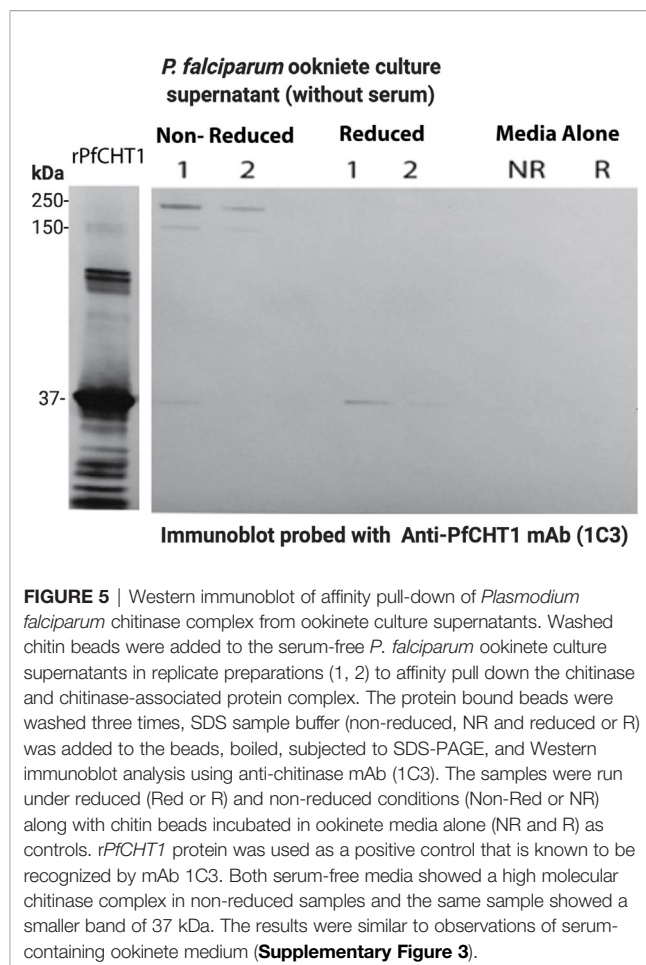 P. falciparum ookniete culture
supernatant (without serum)
Non- Reduced Reduced Media Alone
rPfCHT1
kDa 1 2 1 2 NR R
250-
150-
37-
Immunoblot probed with Anti-PfCHT1 mAb (1C3)
FIGURE 5 | Western immunoblot of affinity pull-down of Plasmodium
falciparum chitinase complex from ookinete culture supernatants. Washed
chitin beads were added to the serum-free P. falciparum ookinete culture
supernatants in replicate preparations (1, 2) to affinity pull down the chitinase
and chitinase-associated protein complex. The protein bound beads were
washed three times, SDS sample buffer (non-reduced, NR and reduced or R)
was added to the beads, boiled, subjected to SDS-PAGE, and Western
immunoblot analysis using anti-chitinase mAb (1C3). The samples were run
under reduced (Red or R) and non-reduced conditions (Non-Red or NR)
along with chitin beads incubated in ookinete media alone (NR and R) as
controls. rPfCHT1 protein was used as a positive control that is known to be
recognized by mAb 1C3. Both serum-free media showed a high molecular
chitinase complex in non-reduced samples and the same sample showed a
smaller band of 37 kDa. The results were similar to observations of serum-
containing ookinete medium (Supplementary Figure 3).